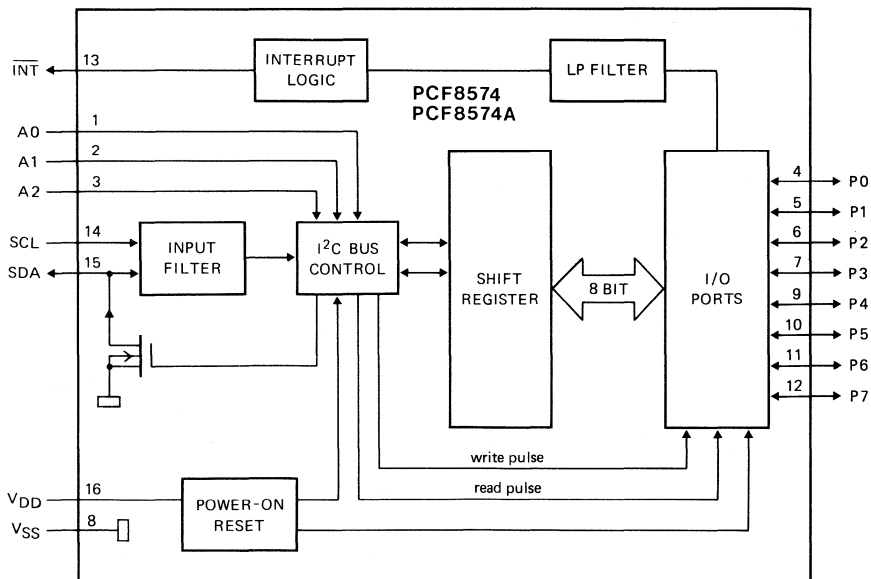 INT
13
INTERRUPT
LOGIC
LP FILTER
PCF8574
PCF8574A
A0
1
A1
2
A2
3
SCL
14
SDA
15
INPUT
FILTER
I²C BUS
CONTROL
SHIFT
REGISTER
8 BIT
I/O
PORTS
4
P0
5
P1
6
P2
7
P3
9
P4
10
P5
11
P6
12
P7
write pulse
read pulse
VDD
16
VSS
8
POWER-ON
RESET